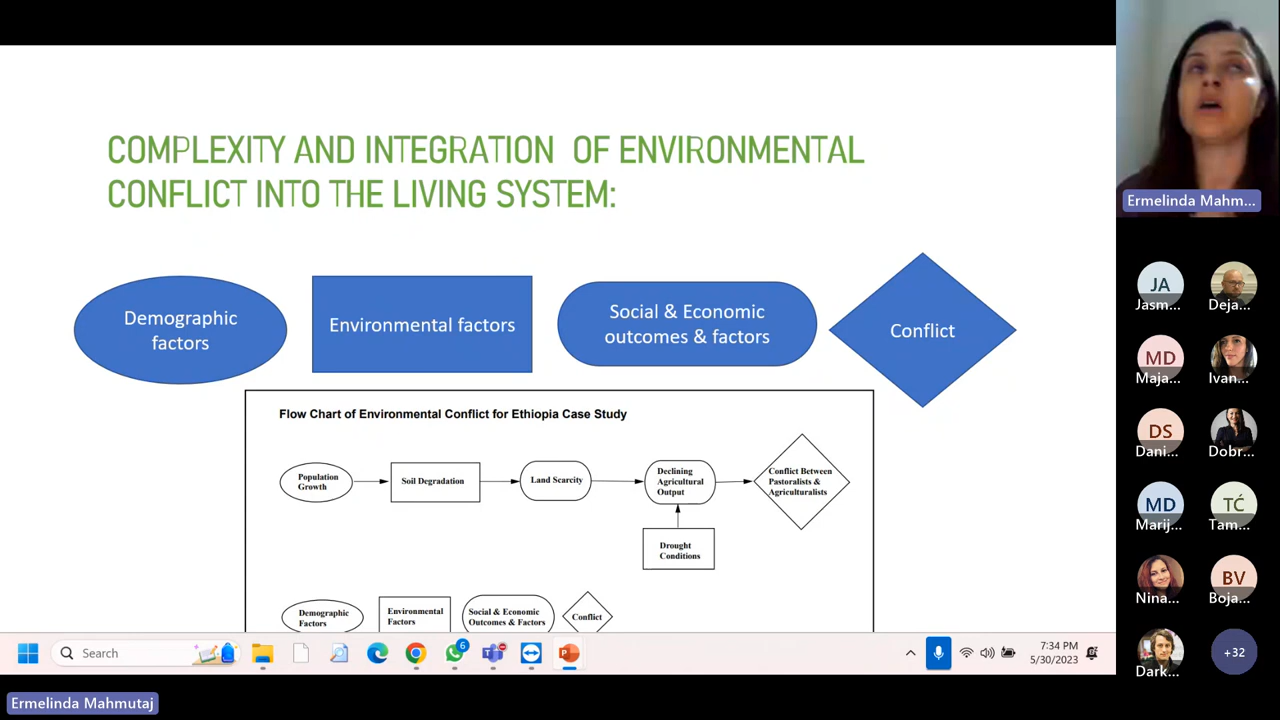 COMPLEXITY AND INTEGRATION OF ENVIRONMENTAL
CONFLICT INTO THE LIVING SYSTEM:
Demographic
factors
Environmental factors
Social & Economic
outcomes & factors
Conflict
Flow Chart of Environmental Conflict for Ethiopia Case Study
Population
Growth
Soil Degradation
Land Scarcity
Declining
Agricultural
Output
Conflict Between
Pastoralists &
Agriculturalists
Drought
Conditions
Demographic
Factors
Environmental
Factors
Social & Economic
Outcomes & Factors
Conflict
Ermelinda Mahm...
JA
Jasm...
Deja...
MD
Maja...
Ivan...
DS
Dani...
Dobr...
MD
Marij...
TĆ
Tam...
Nina...
BV
Boja...
Dark...
+32
Search
6
7:34 PM
5/30/2023
Ermelinda Mahmutaj